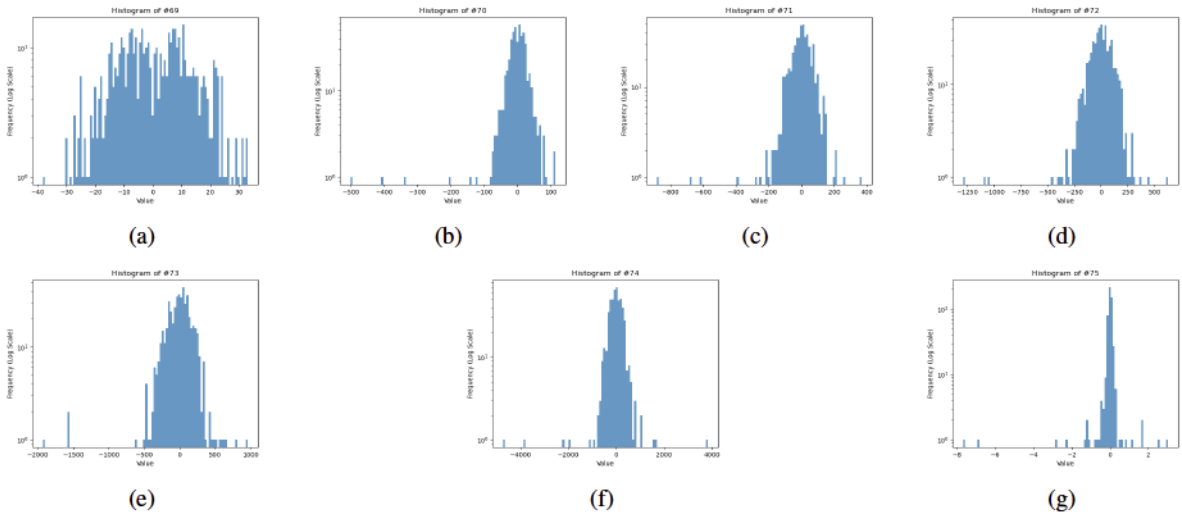 Histogram of #69
Frequency (Log Scale)
10¹
10⁰
−40 −30 −20 −10 0 10 20 30
Value
(a)
Histogram of #70
Frequency (Log Scale)
10¹
10⁰
−500 −400 −300 −200 −100 0 100
Value
(b)
Histogram of #71
Frequency (Log Scale)
10¹
10⁰
−800 −600 −400 −200 0 200 400
Value
(c)
Histogram of #72
Frequency (Log Scale)
10¹
10⁰
−1250 −1000 −750 −500 −250 0 250 500
Value
(d)
Histogram of #73
Frequency (Log Scale)
10¹
10⁰
−2000 −1500 −1000 −500 0 500 1000
Value
(e)
Histogram of #74
Frequency (Log Scale)
10¹
10⁰
−4000 −2000 0 2000 4000
Value
(f)
Histogram of #75
Frequency (Log Scale)
10²
10¹
10⁰
−8 −6 −4 −2 0 2
Value
(g)